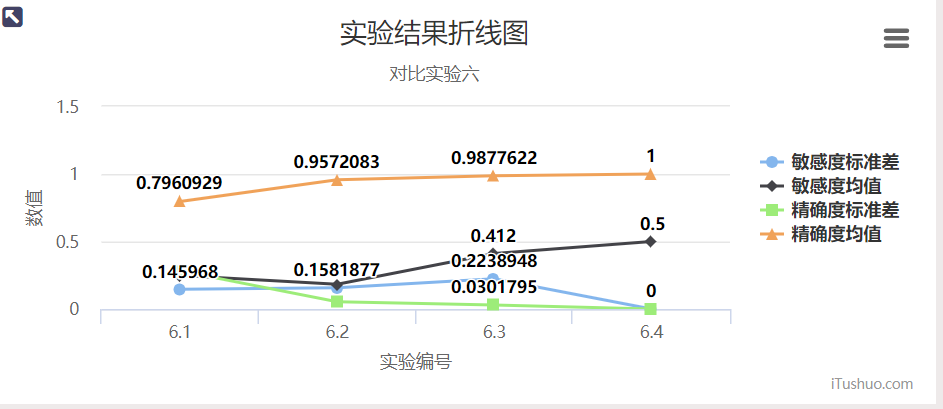 实验结果折线图
对比实验六
1.5
1
0.5
0
数值
0.7960929
0.9572083
0.9877622
1
0.145968
0.1581877
0.412
0.5
0.2238948
0.0301795
0
6.1
6.2
6.3
6.4
实验编号
敏感度标准差
敏感度均值
精确度标准差
精确度均值
iTushuo.com